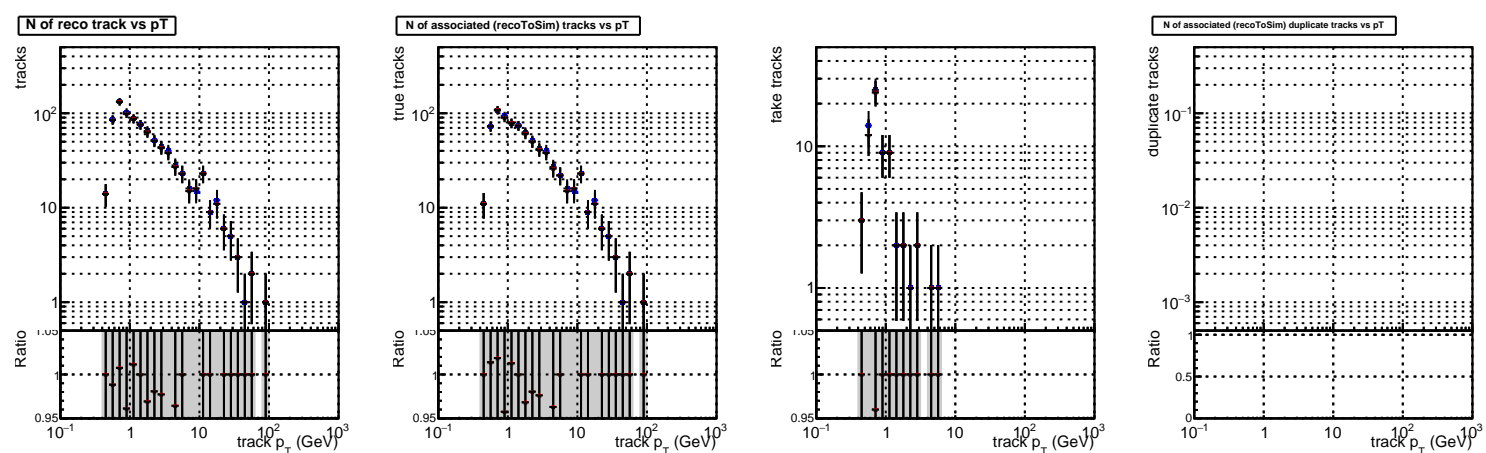 N of reco track vs pT
tracks
10²
10
1
Ratio
1.05
1
0.95
10⁻¹ 1 10 10² 10³
track p_T (GeV)
N of associated (recoToSim) tracks vs pT
true tracks
10²
10
1
Ratio
1.05
1
0.95
10⁻¹ 1 10 10² 10³
track p_T (GeV)
fake tracks
10
1
Ratio
1.05
1
0.95
10⁻¹ 1 10 10² 10³
track p_T (GeV)
N of associated (recoToSim) duplicate tracks vs pT
duplicate tracks
10⁻¹
10⁻²
10⁻³
Ratio
1
0.5
0
10⁻¹ 1 10 10² 10³
track p_T (GeV)